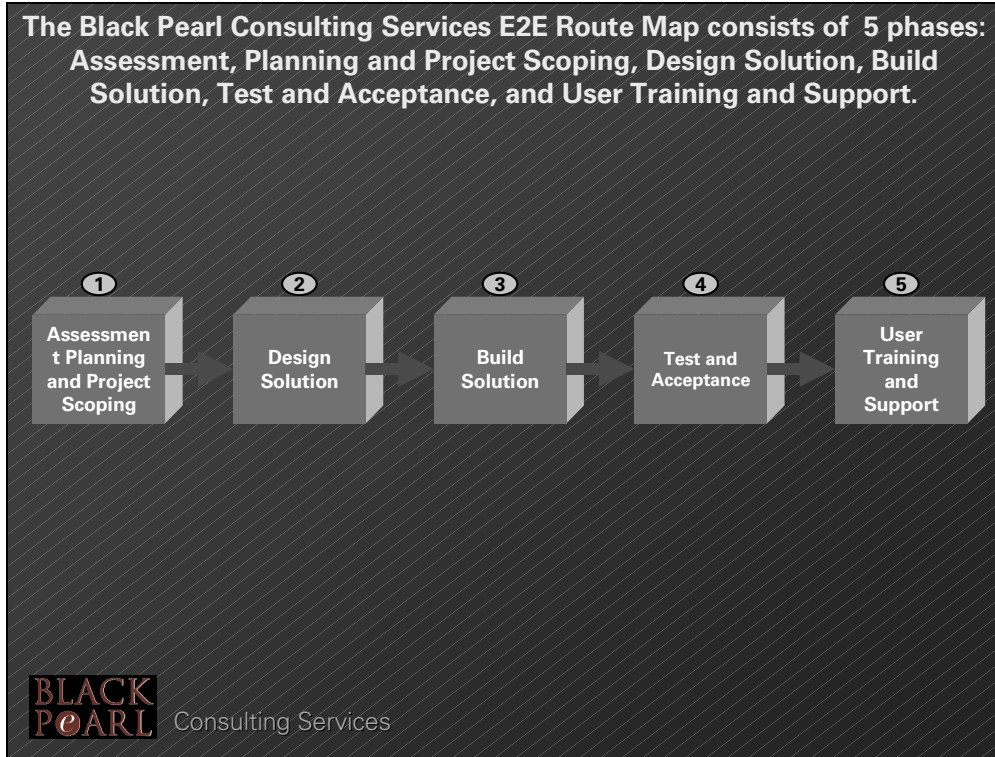 The Black Pearl Consulting Services E2E Route Map consists of  5 phases:
Assessment, Planning and Project Scoping, Design Solution, Build
Solution, Test and Acceptance, and User Training and Support.
1
Assessmen
t Planning
and Project
Scoping
2
Design
Solution
3
Build
Solution
4
Test and
Acceptance
5
User
Training
and
Support
BLACK
PeARL
Consulting Services